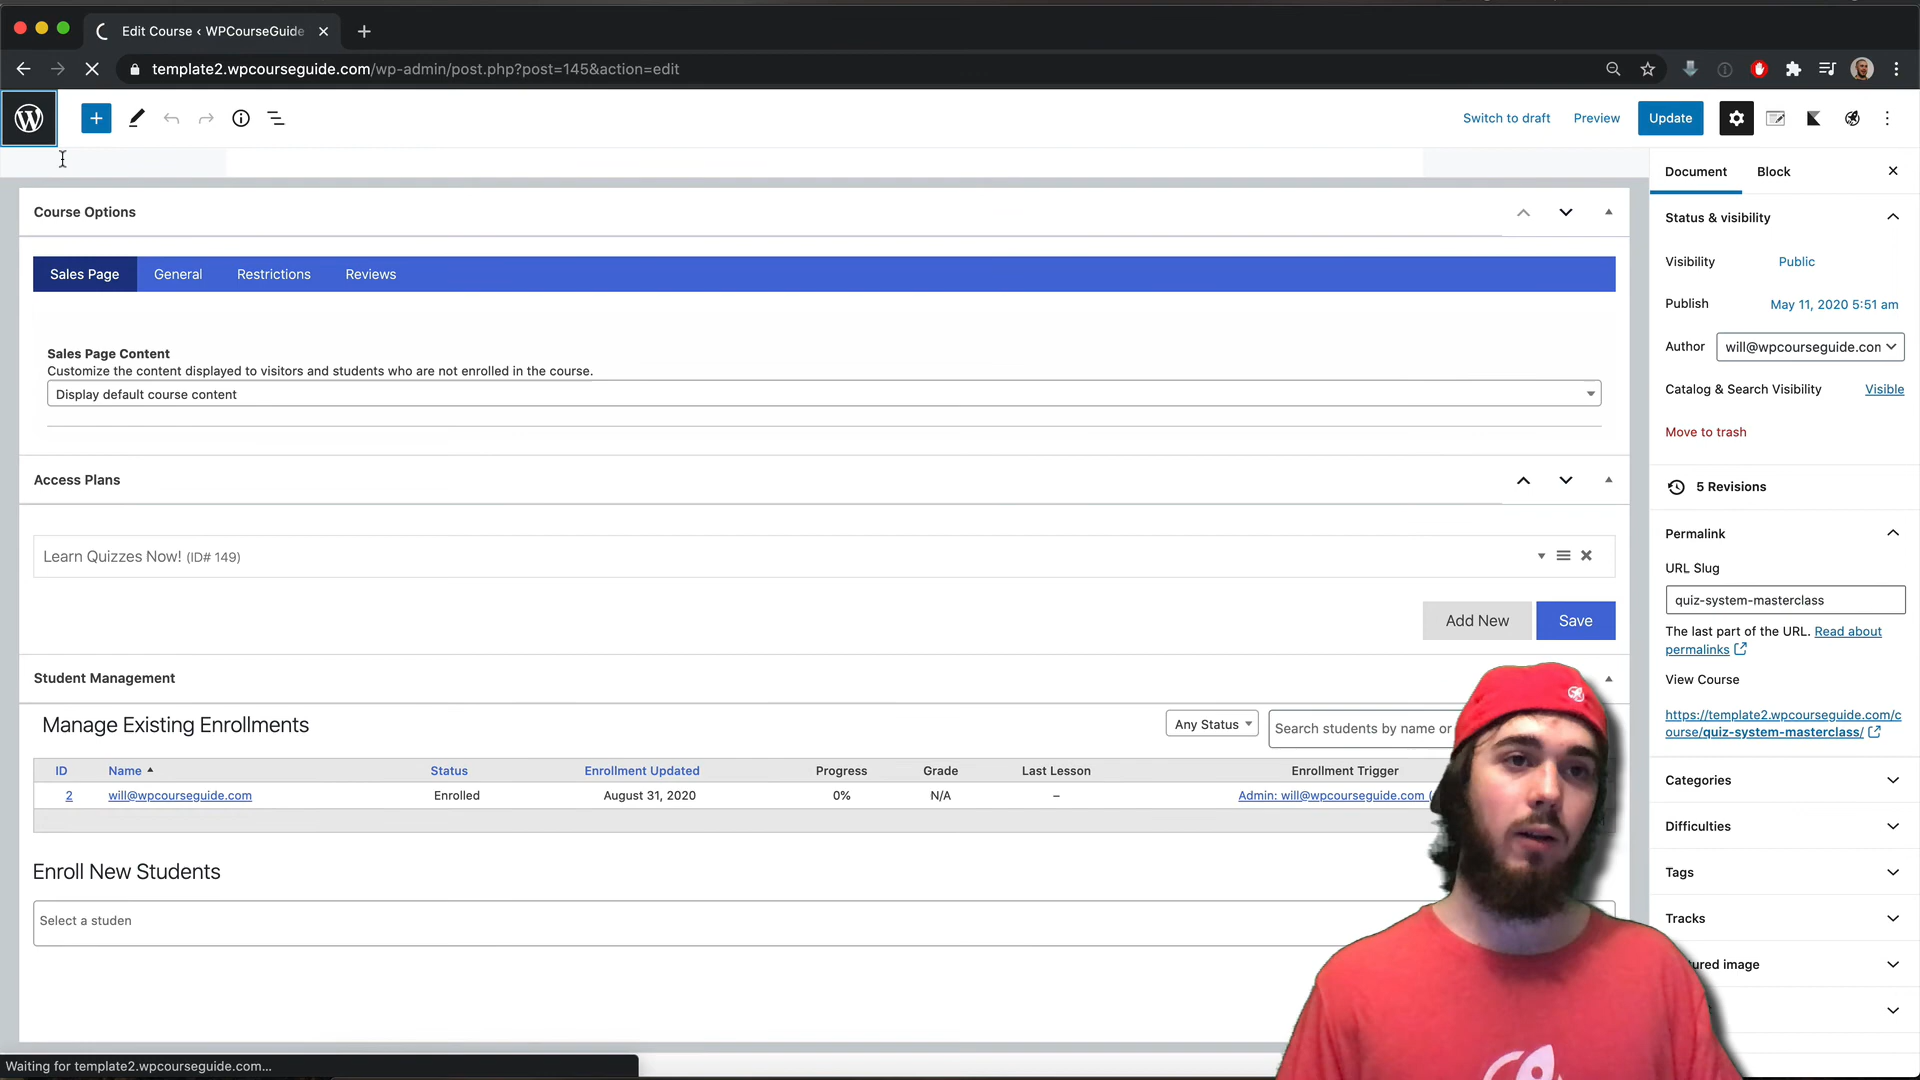 Edit Course ‹ WPCourseGuide
template2.wpcourseguide.com/wp-admin/post.php?post=145&action=edit
Switch to draft
Preview
Update
Document
Block
Course Options
Status & visibility
Sales Page
General
Restrictions
Reviews
Visibility
Public
Publish
May 11, 2020 5:51 am
Author
will@wpcourseguide.con
Sales Page Content
Customize the content displayed to visitors and students who are not enrolled in the course.
Display default course content
Catalog & Search Visibility
Visible
Move to trash
Access Plans
5 Revisions
Permalink
Learn Quizzes Now! (ID# 149)
URL Slug
quiz-system-masterclass
Add New
Save
The last part of the URL. Read about
permalinks
Student Management
View Course
Manage Existing Enrollments
Any Status
Search students by name or
https://template2.wpcourseguide.com/c
ourse/quiz-system-masterclass/
ID
Name
Status
Enrollment Updated
Progress
Grade
Last Lesson
Enrollment Trigger
2
will@wpcourseguide.com
Enrolled
August 31, 2020
0%
N/A
–
Admin: will@wpcourseguide.com (
Categories
Difficulties
Enroll New Students
Tags
Select a studen
Tracks
ured image
Waiting for template2.wpcourseguide.com...